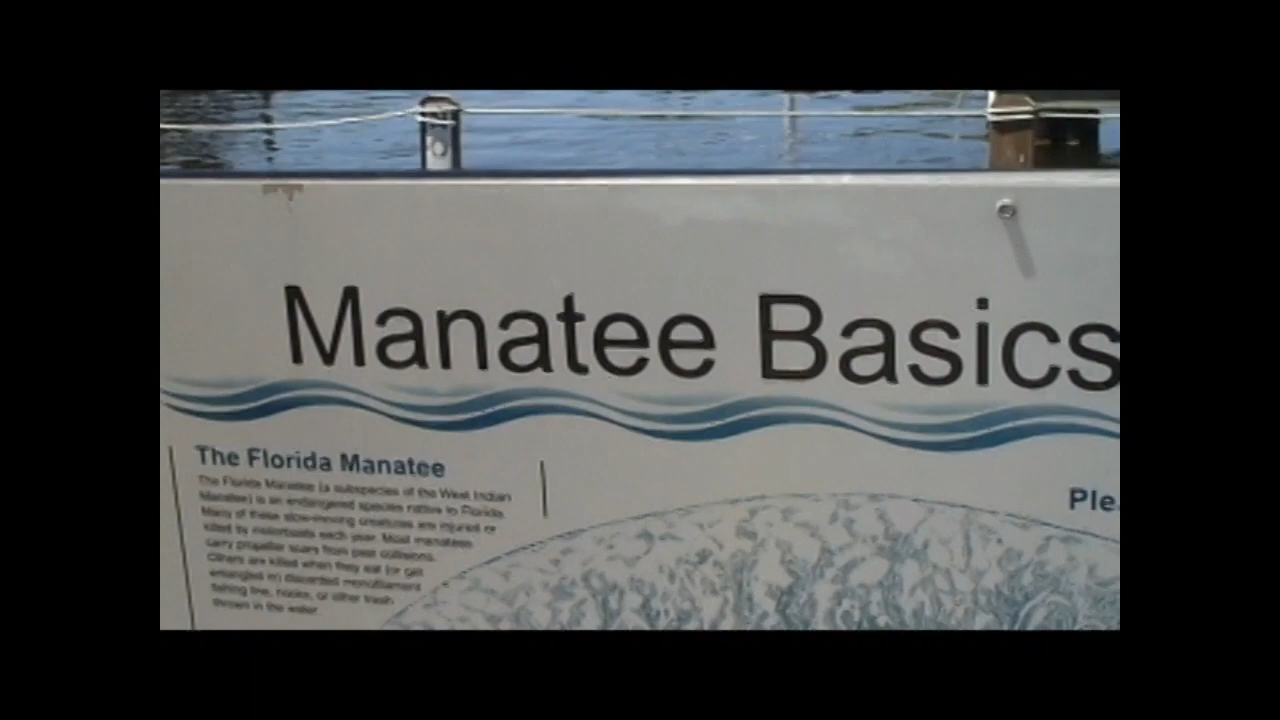 Manatee Basics
The Florida Manatee
The Florida Manatee (a subspecies of the West Indian
Manatee) is an endangered species native to Florida.
Many of these slow-moving creatures are injured or
killed by motorboats each year. Most manatees
carry propeller scars from past collisions.
Others are killed when they eat (or get
entangled in) discarded monofilament
fishing line, hooks, or other trash
thrown in the water.
Ple